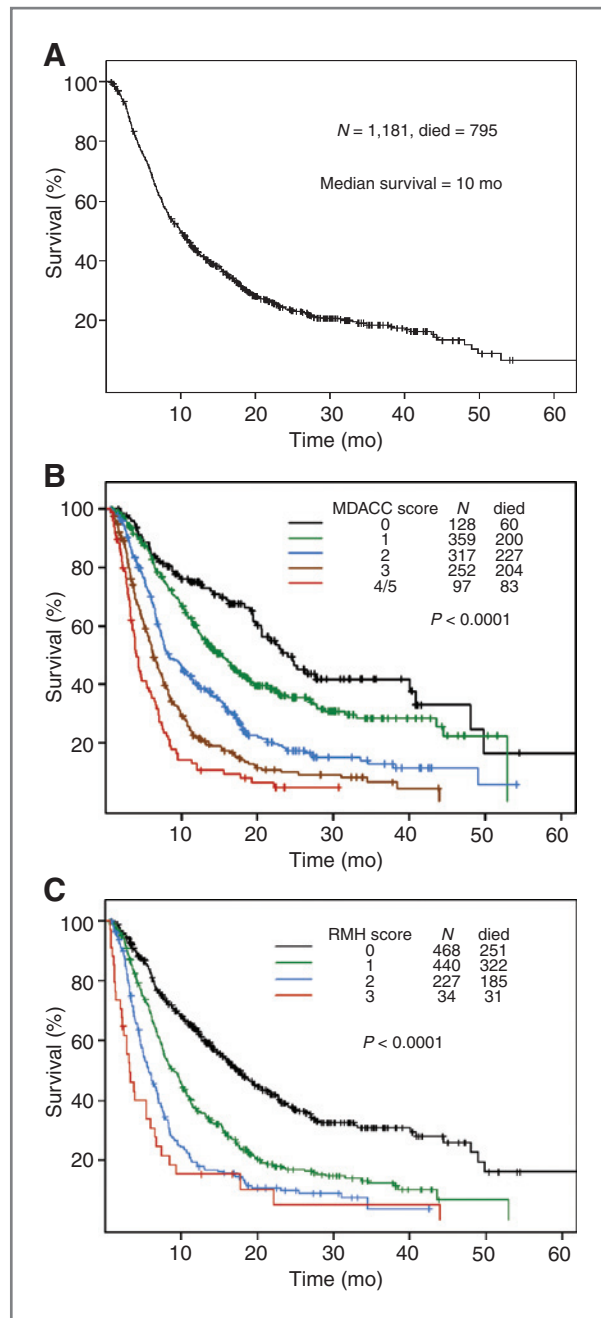 A
100
80
60
40
20
Survival (%)
N = 1,181, died = 795
Median survival = 10 mo
10 20 30 40 50 60
Time (mo)
B
100
80
60
40
20
Survival (%)
MDACC score N died
0 128 60
1 359 200
2 317 227
3 252 204
4/5 97 83
P < 0.0001
10 20 30 40 50 60
Time (mo)
C
100
80
60
40
20
Survival (%)
RMH score N died
0 468 251
1 440 322
2 227 185
3 34 31
P < 0.0001
10 20 30 40 50 60
Time (mo)